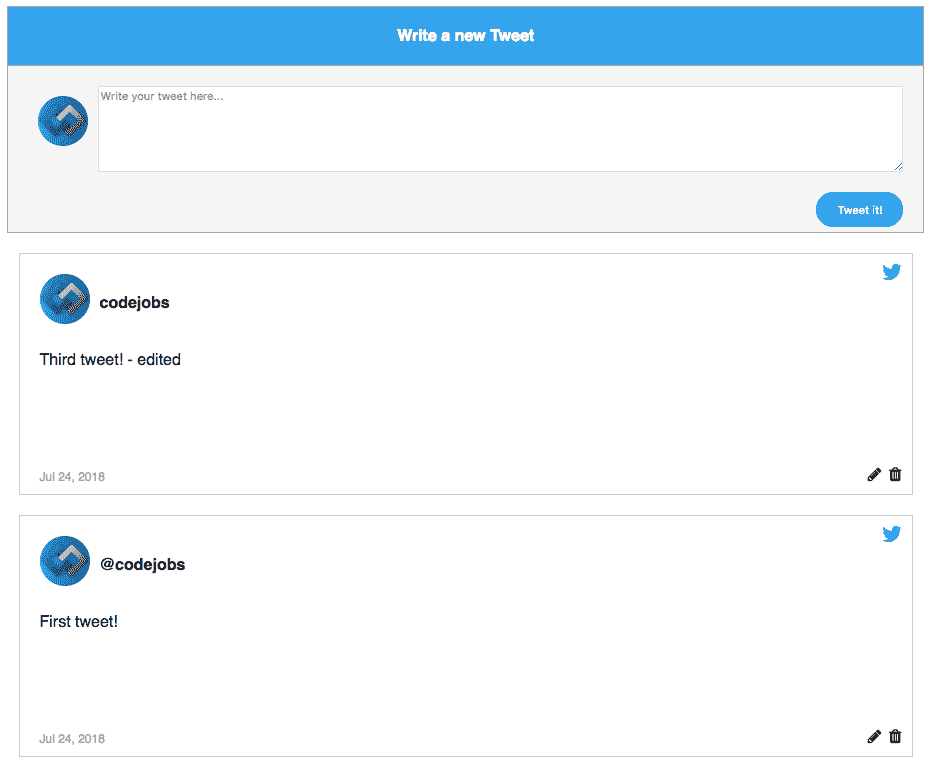 Write a new Tweet
Write your tweet here...
Tweet it!
codejobs
Third tweet! - edited
Jul 24, 2018
@codejobs
First tweet!
Jul 24, 2018